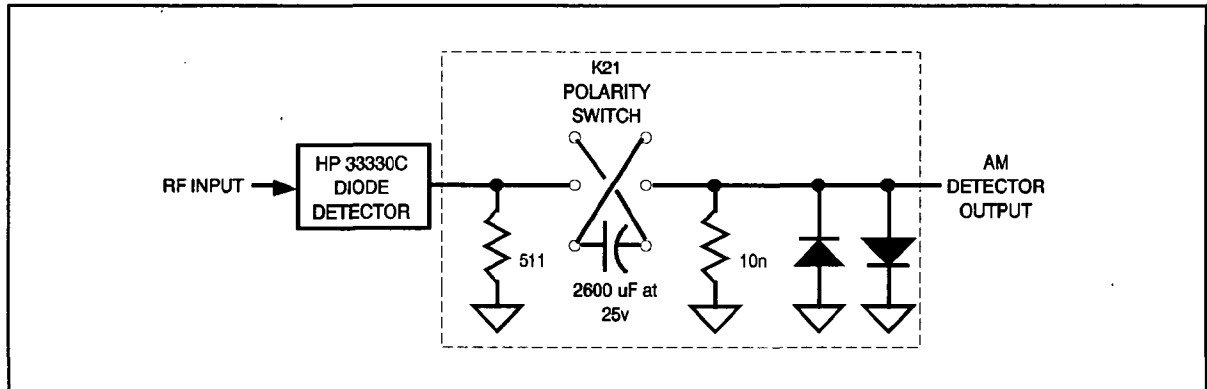 K21
POLARITY
SWITCH
RF INPUT
HP 33330C
DIODE
DETECTOR
AM
DETECTOR
OUTPUT
511
10n
2600 uF at
25v